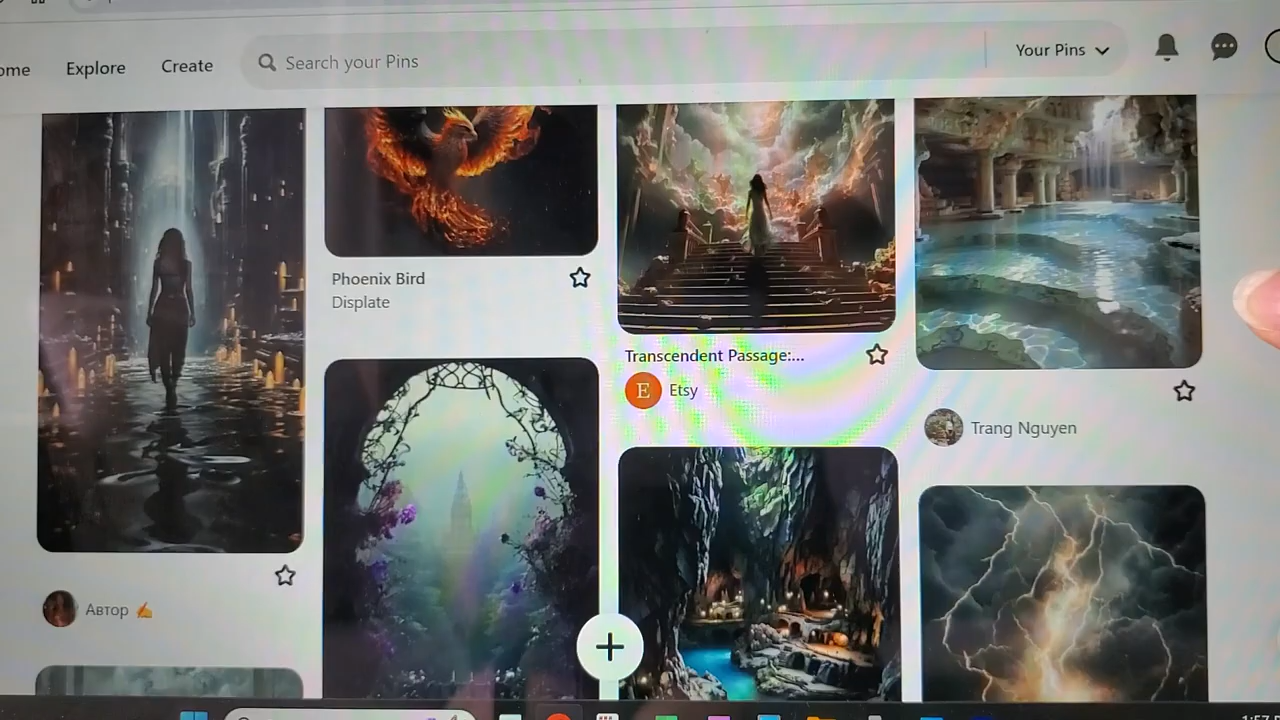 ome Explore Create Search your Pins Your Pins
Phoenix Bird
Displate
Transcendent Passage:...
E Etsy
Trang Nguyen
Автор ✍